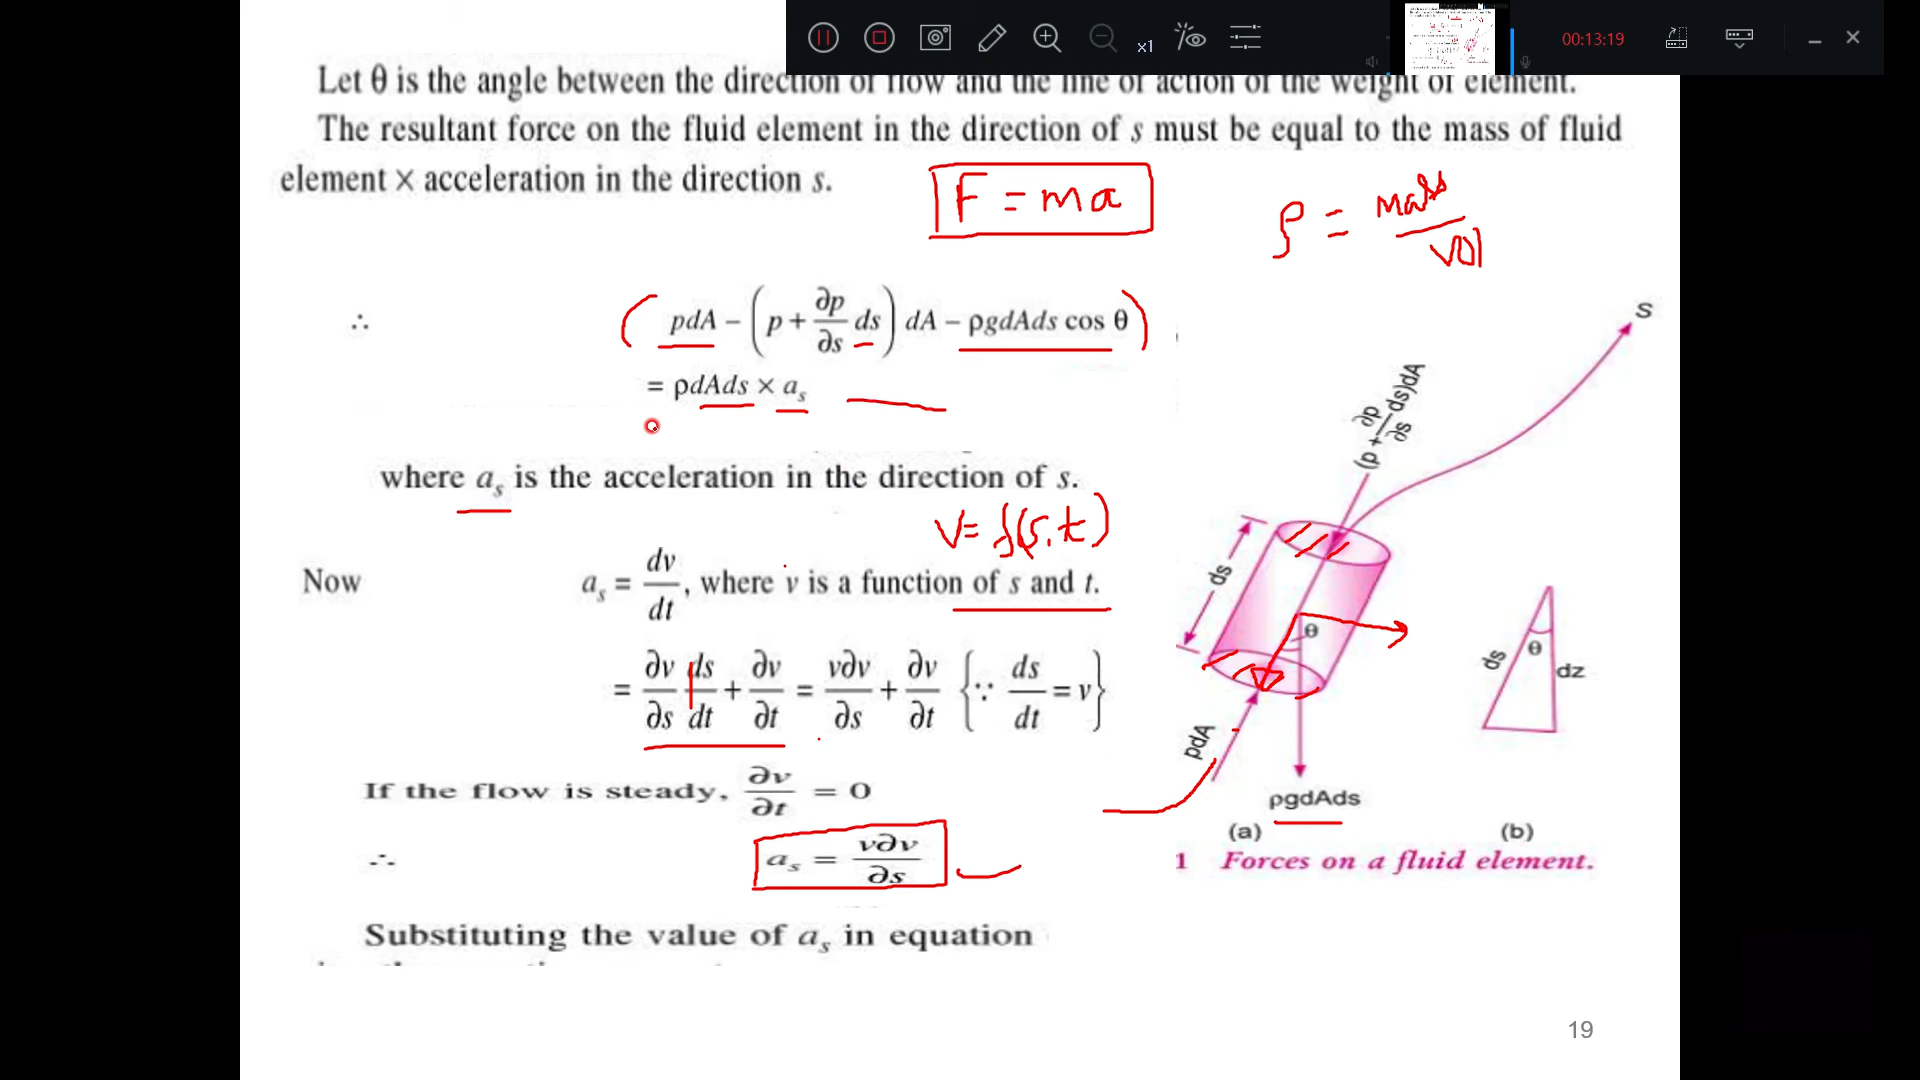 x1
00:13:19
Let θ is the angle between the direction of flow and the line of action of the weight of element.
The resultant force on the fluid element in the direction of s must be equal to the mass of fluid
element × acceleration in the direction s.
F = ma
ρ = mass / vol
∴ pdA − (p + ∂p/∂s ds) dA − ρgdAds cos θ
= ρdAds × aₛ
where aₛ is the acceleration in the direction of s.
V = f(s, t)
Now aₛ = dv/dt, where v is a function of s and t.
= ∂v/∂s ds/dt + ∂v/∂t = v∂v/∂s + ∂v/∂t {∵ ds/dt = v}
If the flow is steady, ∂v/∂t = 0
∴ aₛ = v∂v/∂s
Substituting the value of aₛ in equation
S
(p + ∂p/∂s ds)dA
ds
θ
pdA
ρgdAds
(a)
ds
θ
dz
(b)
1 Forces on a fluid element.
19